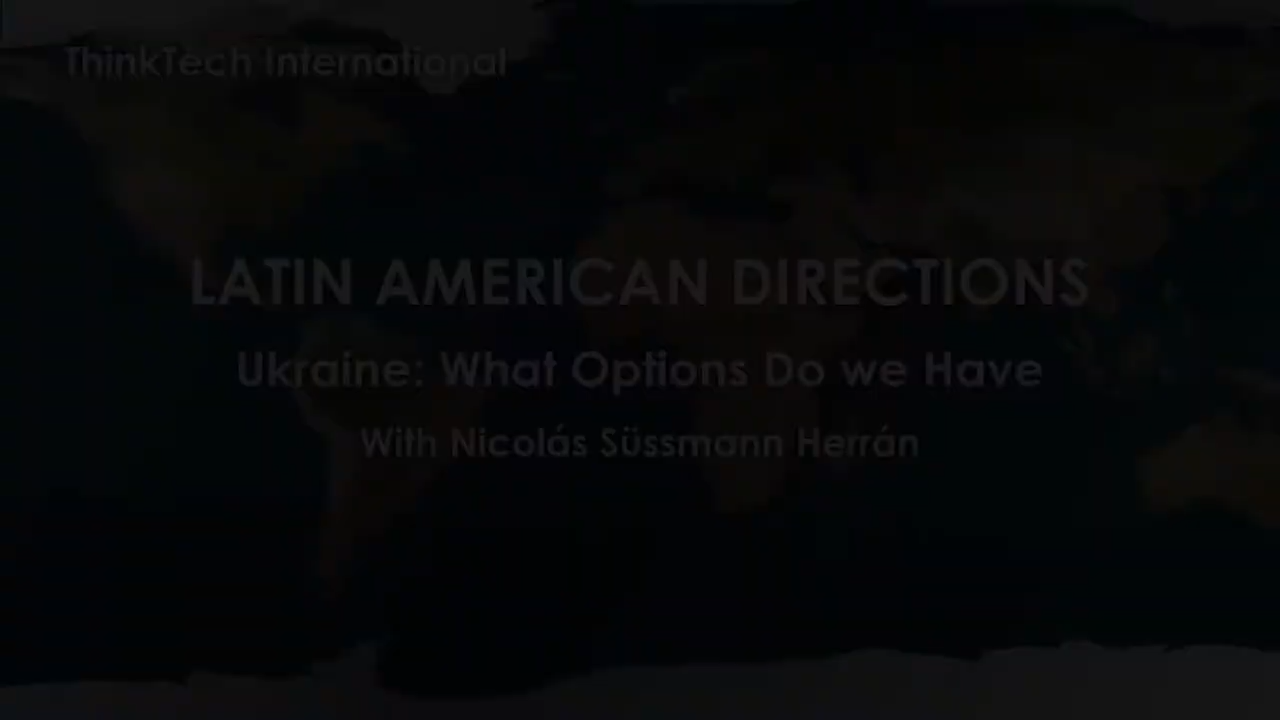 ThinkTech International
LATIN AMERICAN DIRECTIONS
Ukraine: What Options Do we Have
With Nicolás Süssmann Herrán